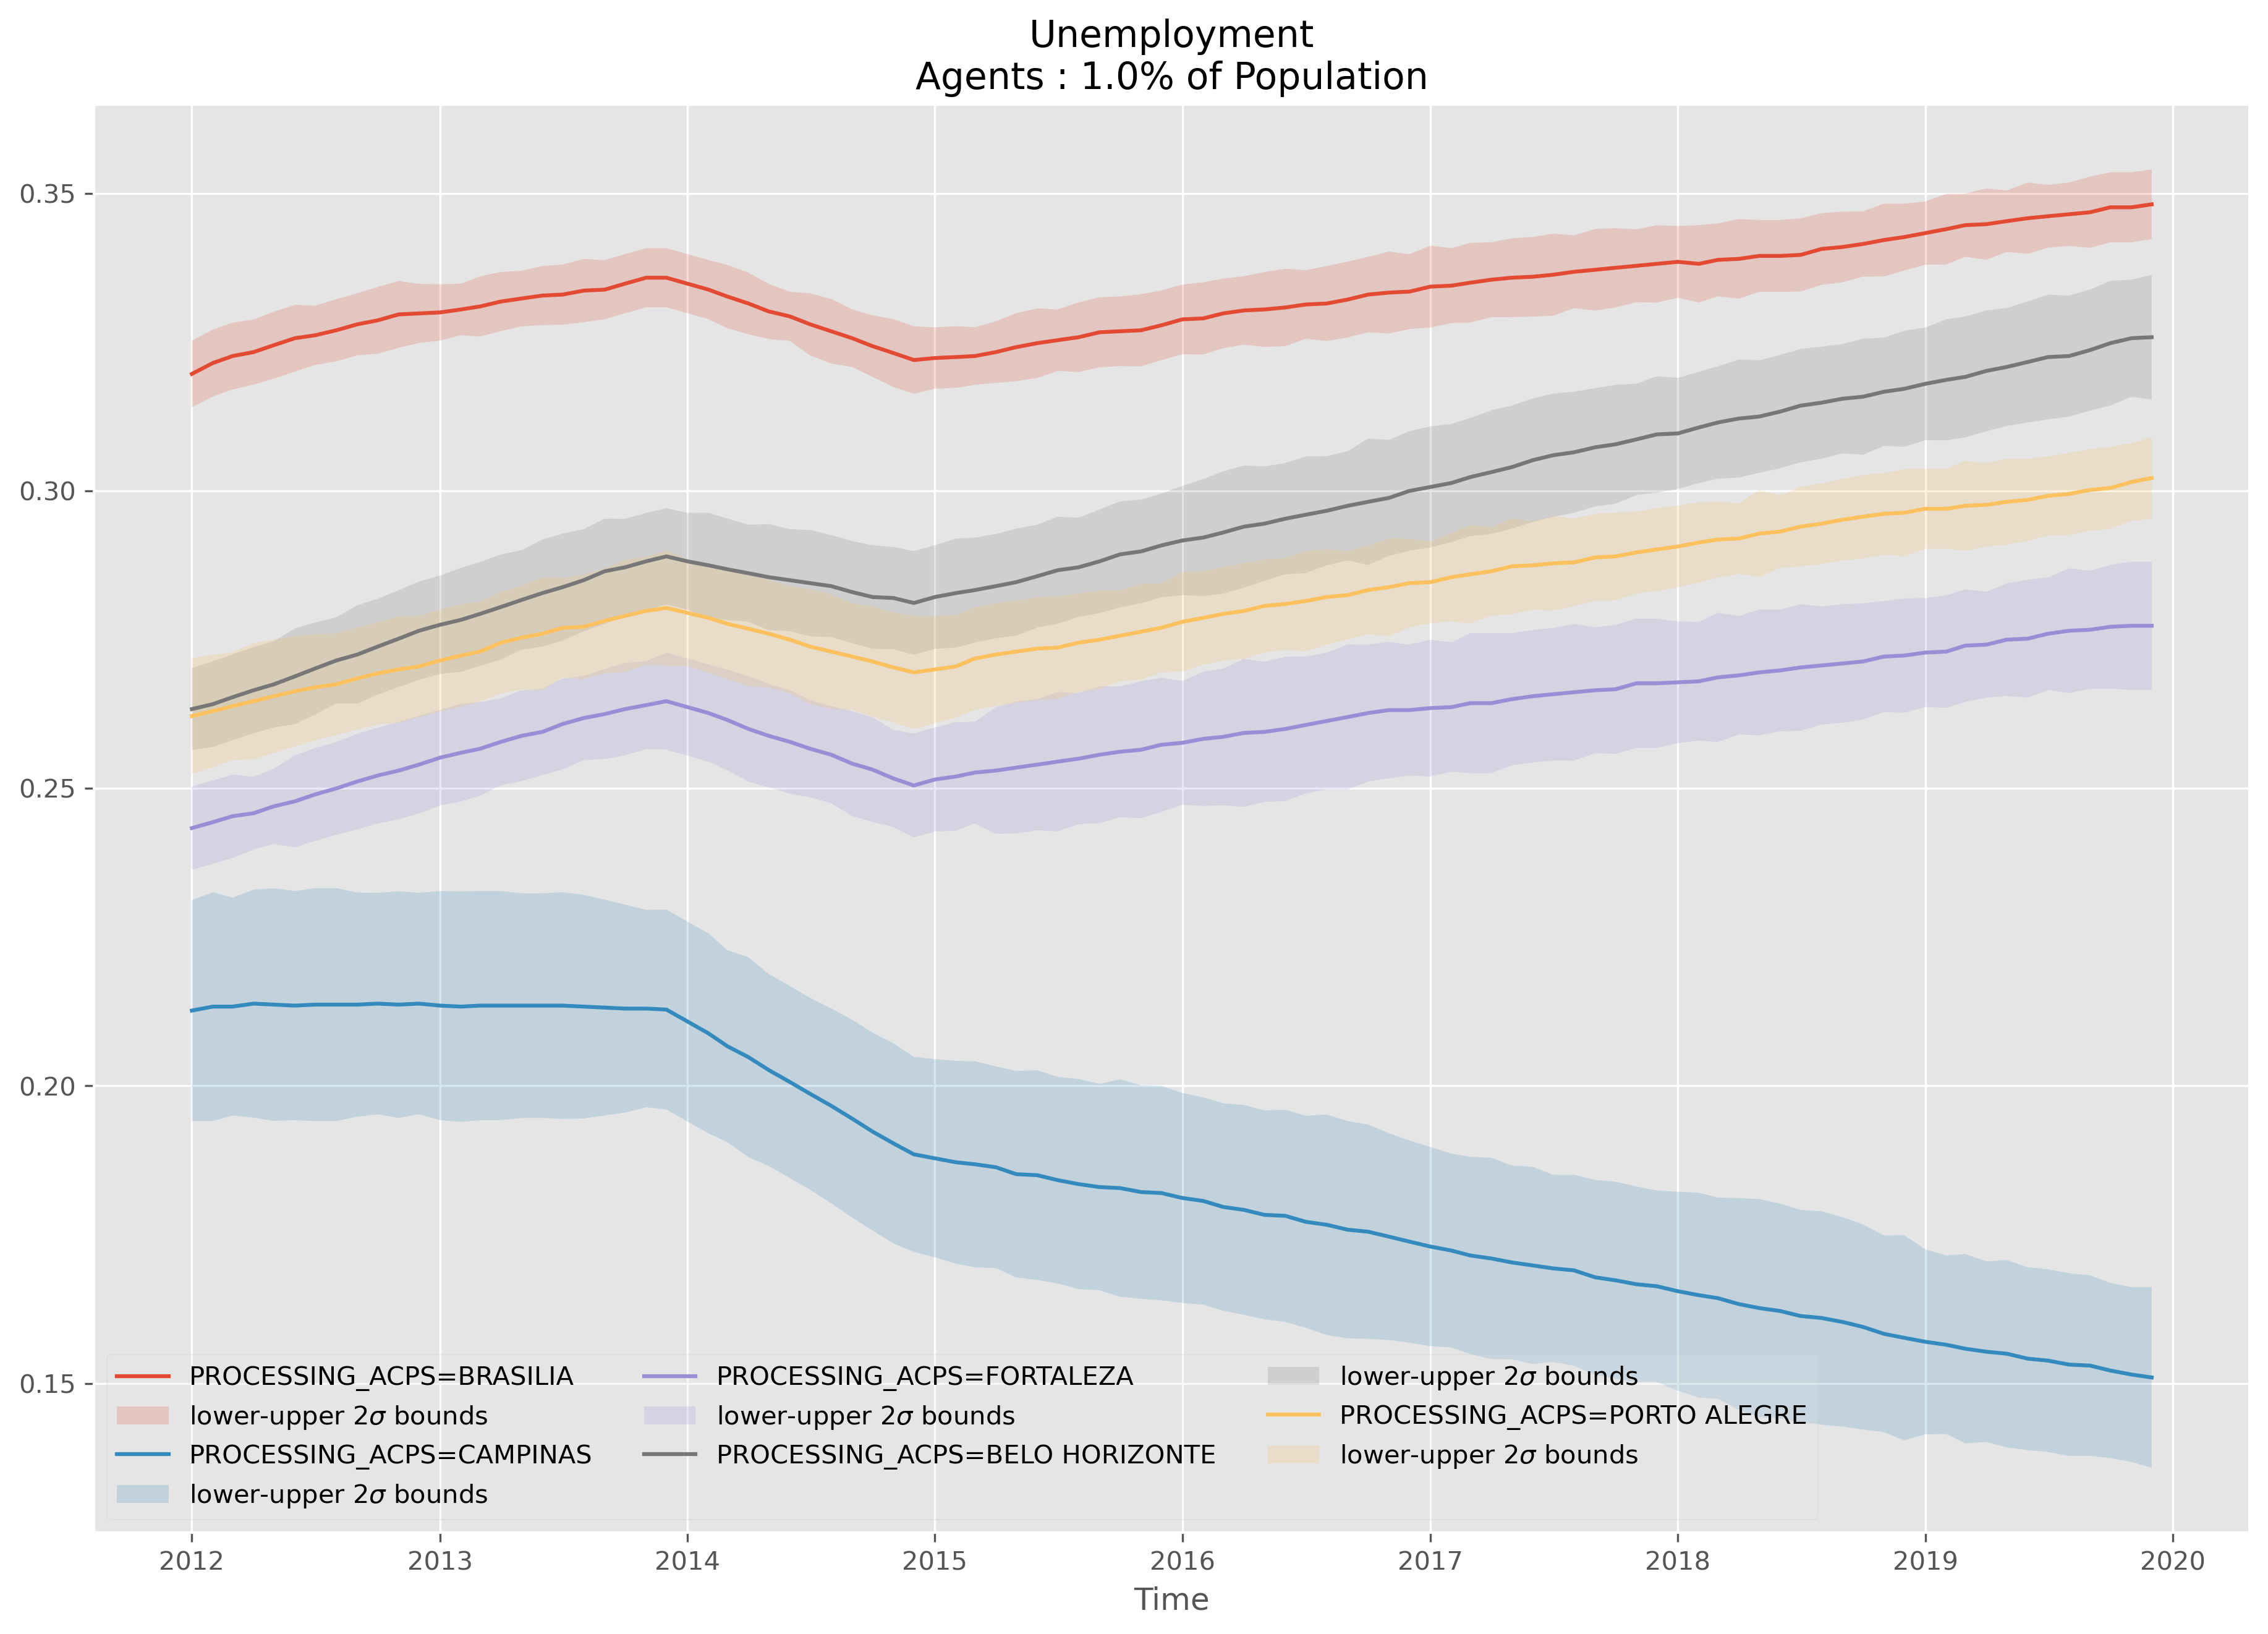 Unemployment
Agents : 1.0% of Population
0.35
0.30
0.25
0.20
0.15
PROCESSING_ACPS=BRASILIA
lower-upper 2σ bounds
PROCESSING_ACPS=CAMPINAS
lower-upper 2σ bounds
PROCESSING_ACPS=FORTALEZA
lower-upper 2σ bounds
PROCESSING_ACPS=BELO HORIZONTE
lower-upper 2σ bounds
PROCESSING_ACPS=PORTO ALEGRE
lower-upper 2σ bounds
2012 2013 2014 2015 2016 2017 2018 2019 2020
Time